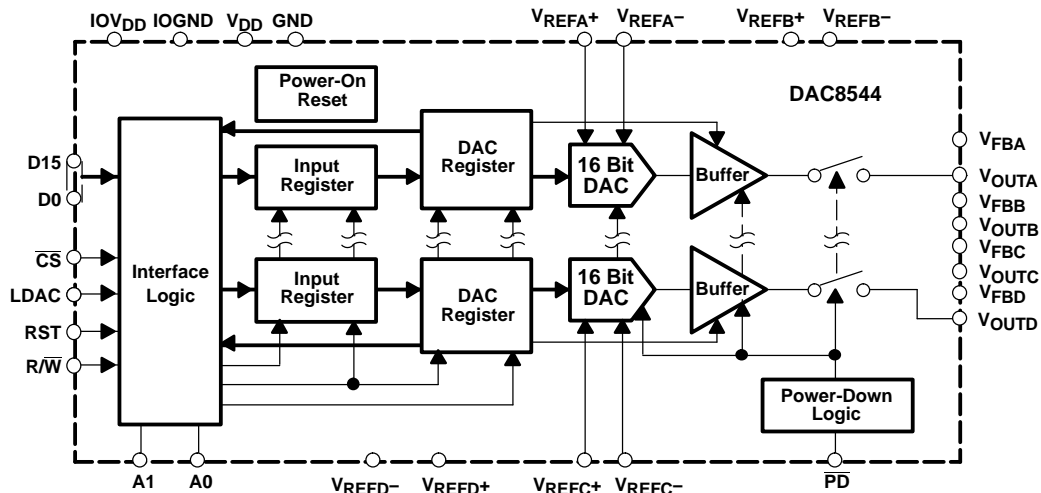 IOVDD IOGND VDD GND VREFA+ VREFA− VREFB+ VREFB−
Power-On
Reset
DAC8544
DAC
Register
16 Bit
DAC
Buffer
Input
Register
D15
D0
CS
LDAC
RST
R/W
Interface
Logic
Input
Register
DAC
Register
16 Bit
DAC
Buffer
VFBA
VOUTA
VFBB
VOUTB
VFBC
VOUTC
VFBD
VOUTD
Power-Down
Logic
A1 A0 VREFD− VREFD+ VREFC+ VREFC− PD